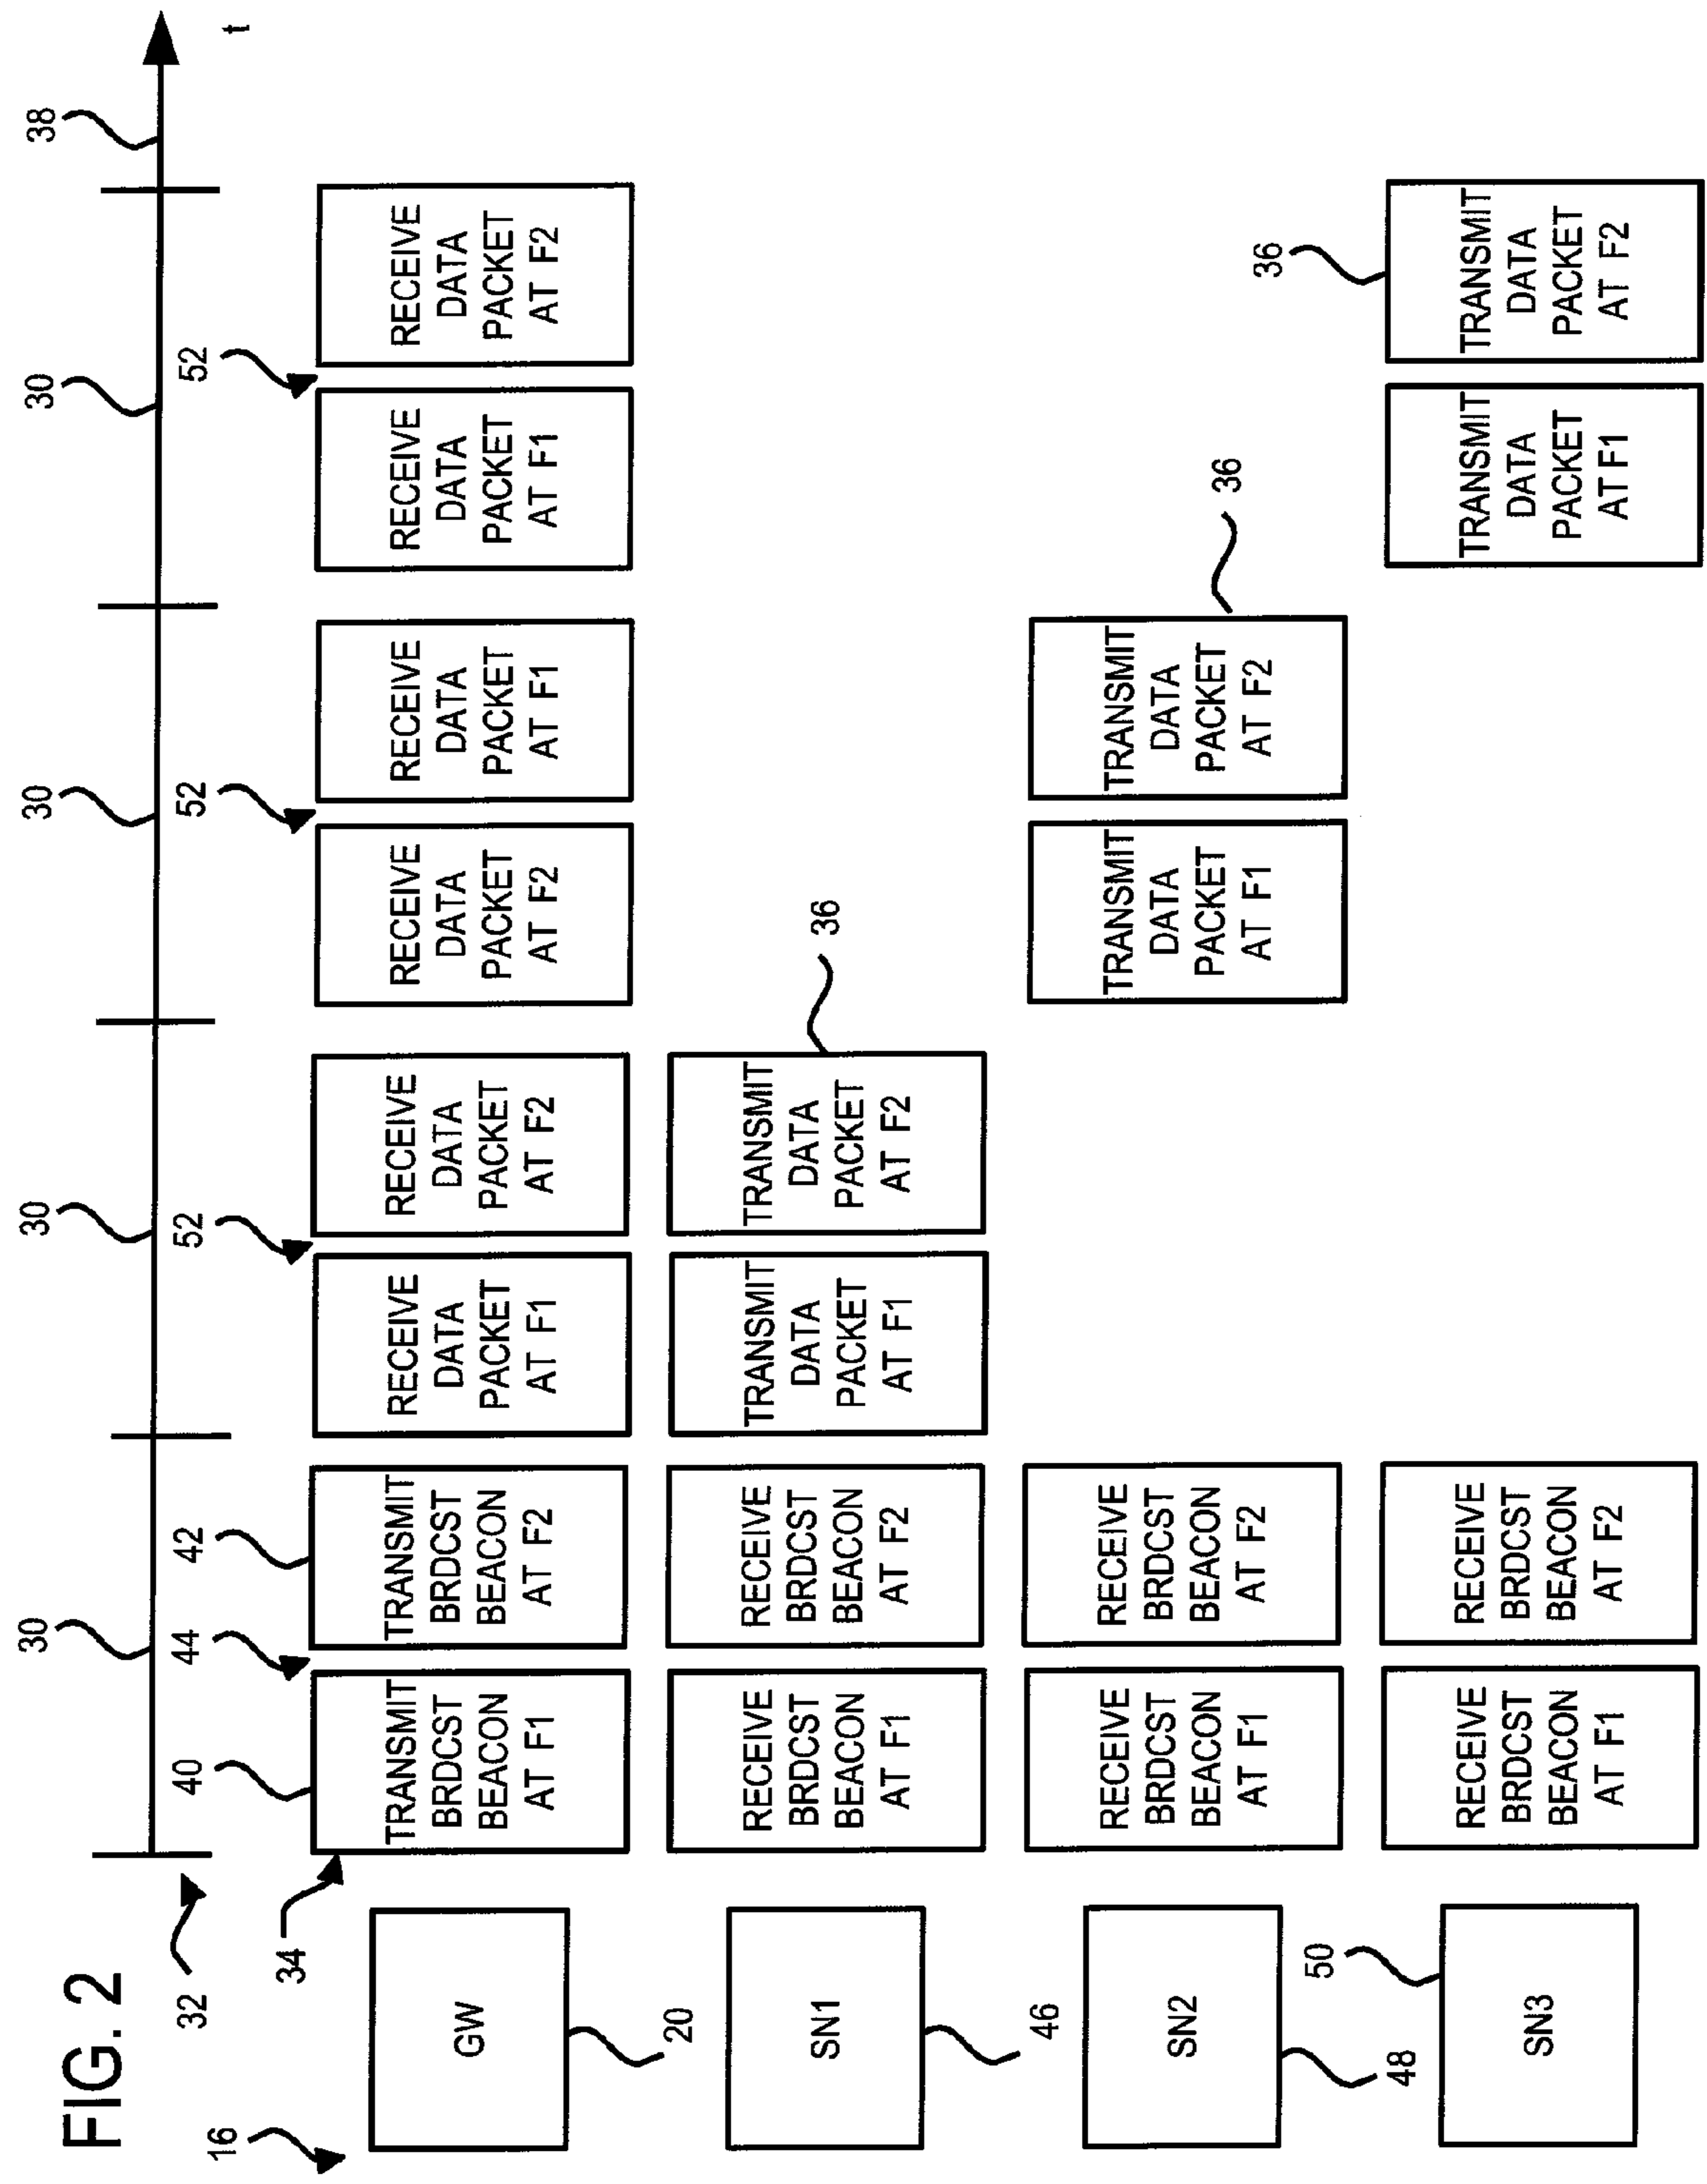 FIG. 2
16
32
30
30
30
30
38
t
34
40
44
42
52
52
52
GW
20
TRANSMIT
BRDCST
BEACON
AT F1
TRANSMIT
BRDCST
BEACON
AT F2
RECEIVE
DATA
PACKET
AT F1
RECEIVE
DATA
PACKET
AT F2
RECEIVE
DATA
PACKET
AT F2
RECEIVE
DATA
PACKET
AT F1
RECEIVE
DATA
PACKET
AT F1
RECEIVE
DATA
PACKET
AT F2
SN1
46
RECEIVE
BRDCST
BEACON
AT F1
RECEIVE
BRDCST
BEACON
AT F2
TRANSMIT
DATA
PACKET
AT F1
TRANSMIT
DATA
PACKET
AT F2
36
SN2
48
RECEIVE
BRDCST
BEACON
AT F1
RECEIVE
BRDCST
BEACON
AT F2
TRANSMIT
DATA
PACKET
AT F1
TRANSMIT
DATA
PACKET
AT F2
36
SN3
50
RECEIVE
BRDCST
BEACON
AT F1
RECEIVE
BRDCST
BEACON
AT F2
TRANSMIT
DATA
PACKET
AT F1
TRANSMIT
DATA
PACKET
AT F2
36